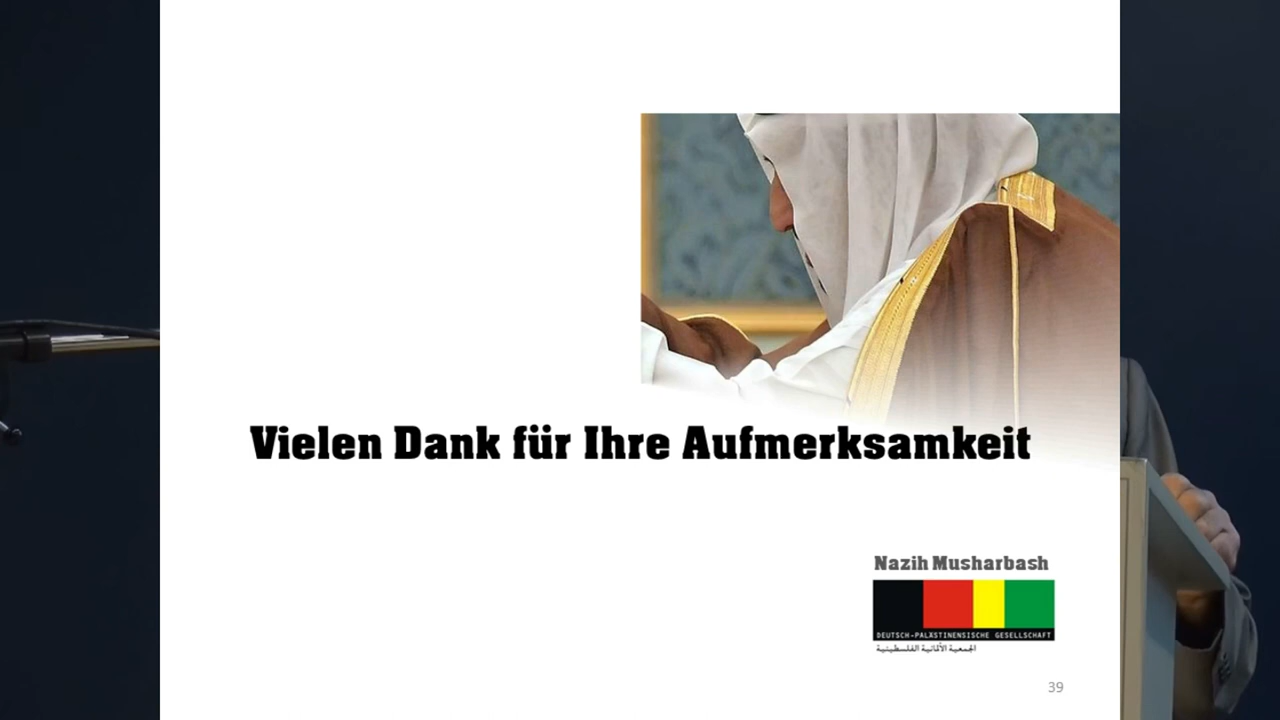 Vielen Dank für Ihre Aufmerksamkeit
Nazih Musharbash
DEUTSCH-PALÄSTINENSISCHE GESELLSCHAFT
الجمعية الألمانية الفلسطينية
39